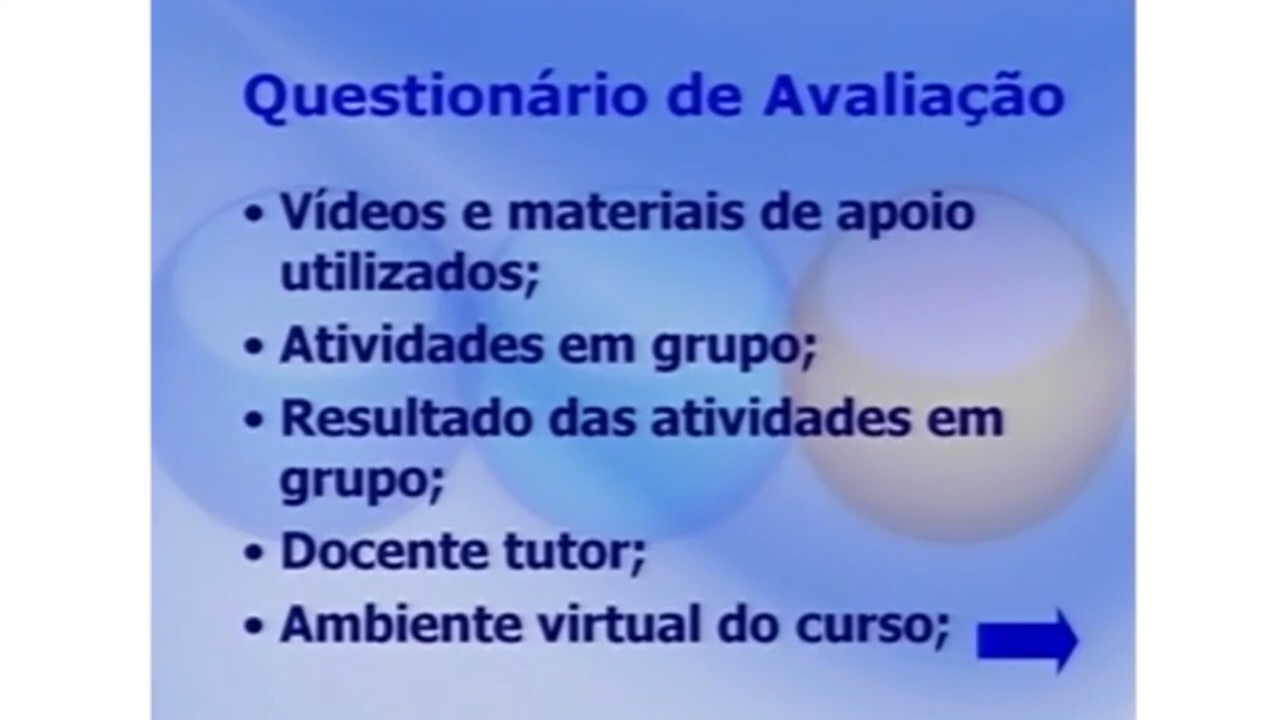 Questionário de Avaliação
• Vídeos e materiais de apoio
utilizados;
• Atividades em grupo;
• Resultado das atividades em
grupo;
• Docente tutor;
• Ambiente virtual do curso;